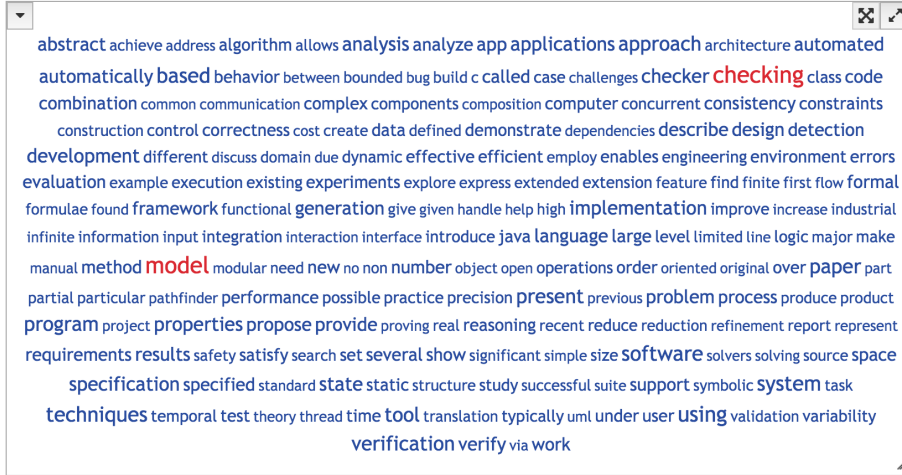 abstract achieve address algorithm allows analysis analyze app applications approach architecture automated
automatically based behavior between bounded bug build c called case challenges checker checking class code
combination common communication complex components composition computer concurrent consistency constraints
construction control correctness cost create data defined demonstrate dependencies describe design detection
development different discuss domain due dynamic effective efficient employ enables engineering environment errors
evaluation example execution existing experiments explore express extended extension feature find finite first flow formal
formulae found framework functional generation give given handle help high implementation improve increase industrial
infinite information input integration interaction interface introduce java language large level limited line logic major make
manual method model modular need new no non number object open operations order oriented original over paper part
partial particular pathfinder performance possible practice precision present previous problem process produce product
program project properties propose provide proving real reasoning recent reduce reduction refinement report represent
requirements results safety satisfy search set several show significant simple size software solvers solving source space
specification specified standard state static structure study successful suite support symbolic system task
techniques temporal test theory thread time tool translation typically uml under user using validation variability
verification verify via work